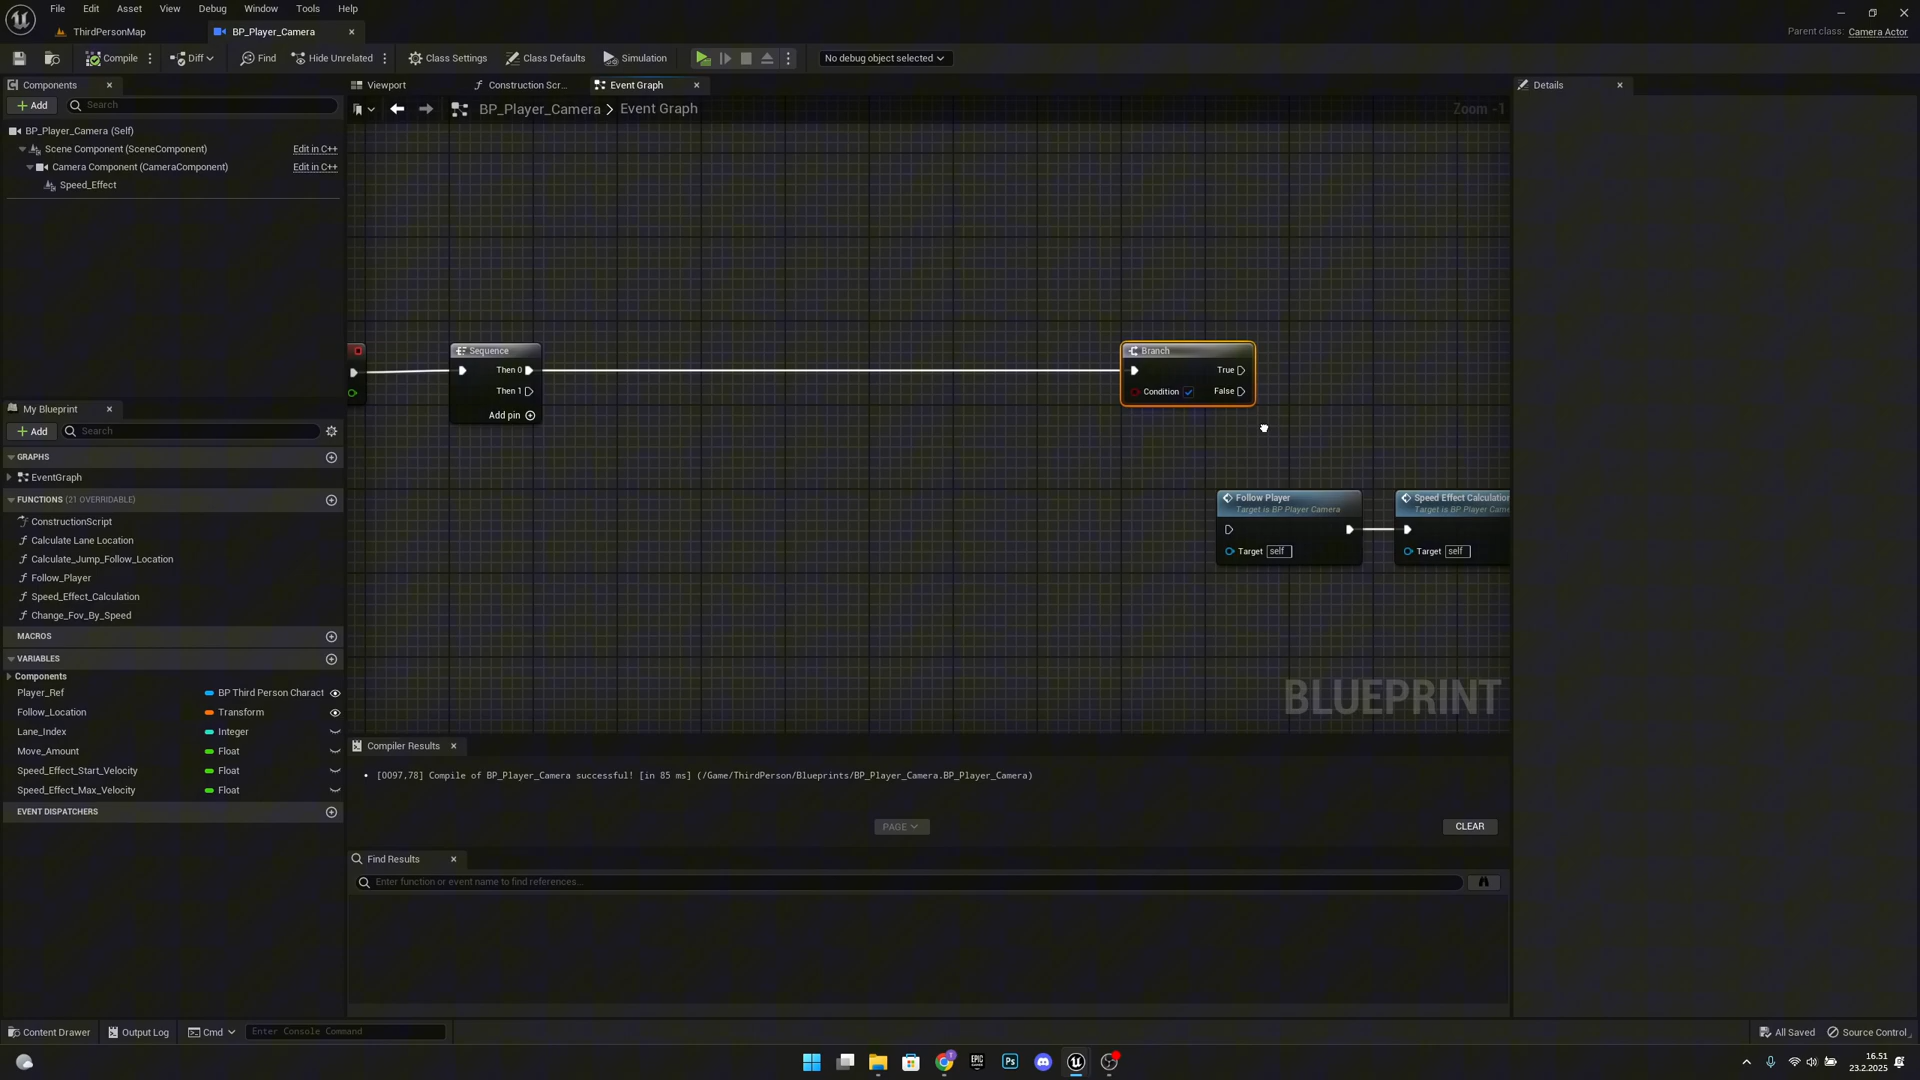 File Edit Asset View Debug Window Tools Help
ThirdPersonMap
BP_Player_Camera
Parent class: Camera Actor
Compile
Diff
Find
Hide Unrelated
Class Settings
Class Defaults
Simulation
No debug object selected
Components
Viewport
Construction Scr...
Event Graph
Details
Add
Search
BP_Player_Camera > Event Graph
Zoom -1
BP_Player_Camera (Self)
Scene Component (SceneComponent) Edit in C++
Camera Component (CameraComponent) Edit in C++
Speed_Effect
Sequence
Then 0
Then 1
Add pin
Branch
True
Condition
False
Follow Player
Target is BP Player Camera
Target self
Speed Effect Calculation
Target is BP Player Came
Target self
BLUEPRINT
My Blueprint
Add
Search
GRAPHS
EventGraph
FUNCTIONS (21 OVERRIDABLE)
ConstructionScript
Calculate Lane Location
Calculate_Jump_Follow_Location
Follow_Player
Speed_Effect_Calculation
Change_Fov_By_Speed
MACROS
VARIABLES
Components
Player_Ref BP Third Person Charact
Follow_Location Transform
Lane_Index Integer
Move_Amount Float
Speed_Effect_Start_Velocity Float
Speed_Effect_Max_Velocity Float
EVENT DISPATCHERS
Compiler Results
[0097,78] Compile of BP_Player_Camera successful! [in 85 ms] (/Game/ThirdPerson/Blueprints/BP_Player_Camera.BP_Player_Camera)
PAGE
CLEAR
Find Results
Enter function or event name to find references...
Content Drawer
Output Log
Cmd
Enter Console Command
All Saved
Source Control
EPIC
Ps
16.51
23.2.2025